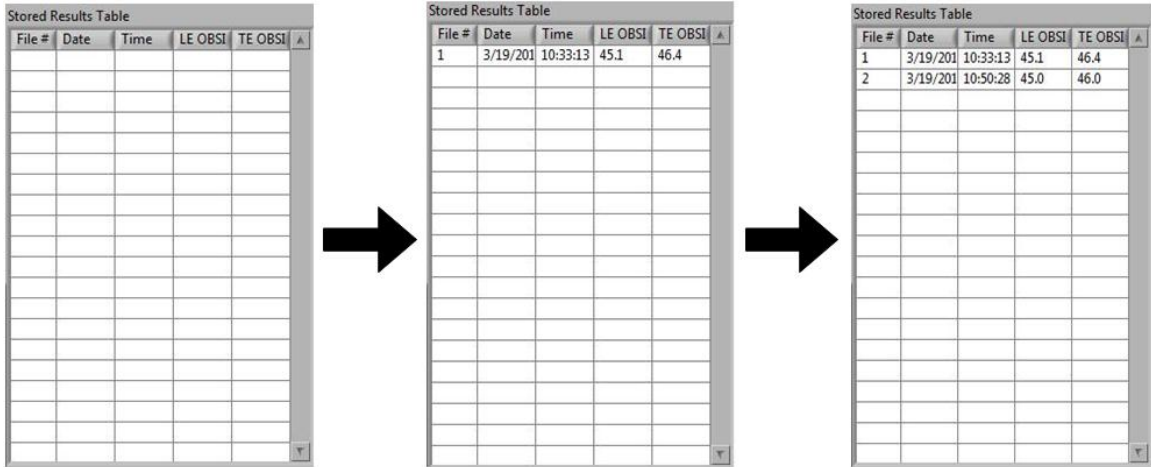 Stored Results Table
File # Date Time LE OBSI TE OBSI
Stored Results Table
File # Date Time LE OBSI TE OBSI
1 3/19/201 10:33:13 45.1 46.4
Stored Results Table
File # Date Time LE OBSI TE OBSI
1 3/19/201 10:33:13 45.1 46.4
2 3/19/201 10:50:28 45.0 46.0